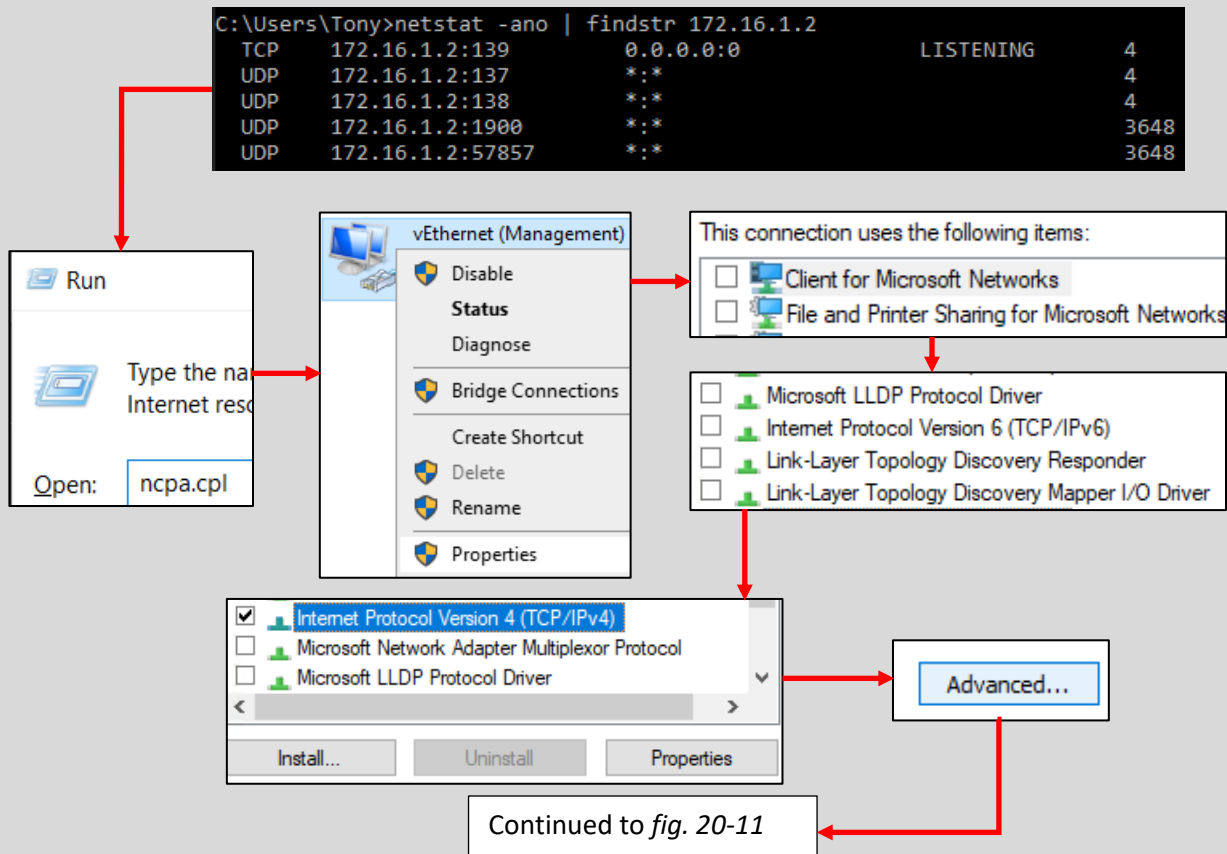 C:\Users\Tony>netstat -ano | findstr 172.16.1.2
TCP 172.16.1.2:139 0.0.0.0:0 LISTENING 4
UDP 172.16.1.2:137 *:* 4
UDP 172.16.1.2:138 *:* 4
UDP 172.16.1.2:1900 *:* 3648
UDP 172.16.1.2:57857 *:* 3648
Run
Type the
Internet
Open: ncpa.cpl
vEthernet (Management)
Disable
Status
Diagnose
Bridge Connections
Create Shortcut
Delete
Rename
Properties
This connection uses the following items:
Client for Microsoft Networks
File and Printer Sharing for Microsoft Networks
Microsoft LLDP Protocol Driver
Internet Protocol Version 6 (TCP/IPv6)
Link-Layer Topology Discovery Responder
Link-Layer Topology Discovery Mapper I/O Driver
Internet Protocol Version 4 (TCP/IPv4)
Microsoft Network Adapter Multiplexor Protocol
Microsoft LLDP Protocol Driver
Install... Uninstall Properties
Advanced...
Continued to fig. 20-11